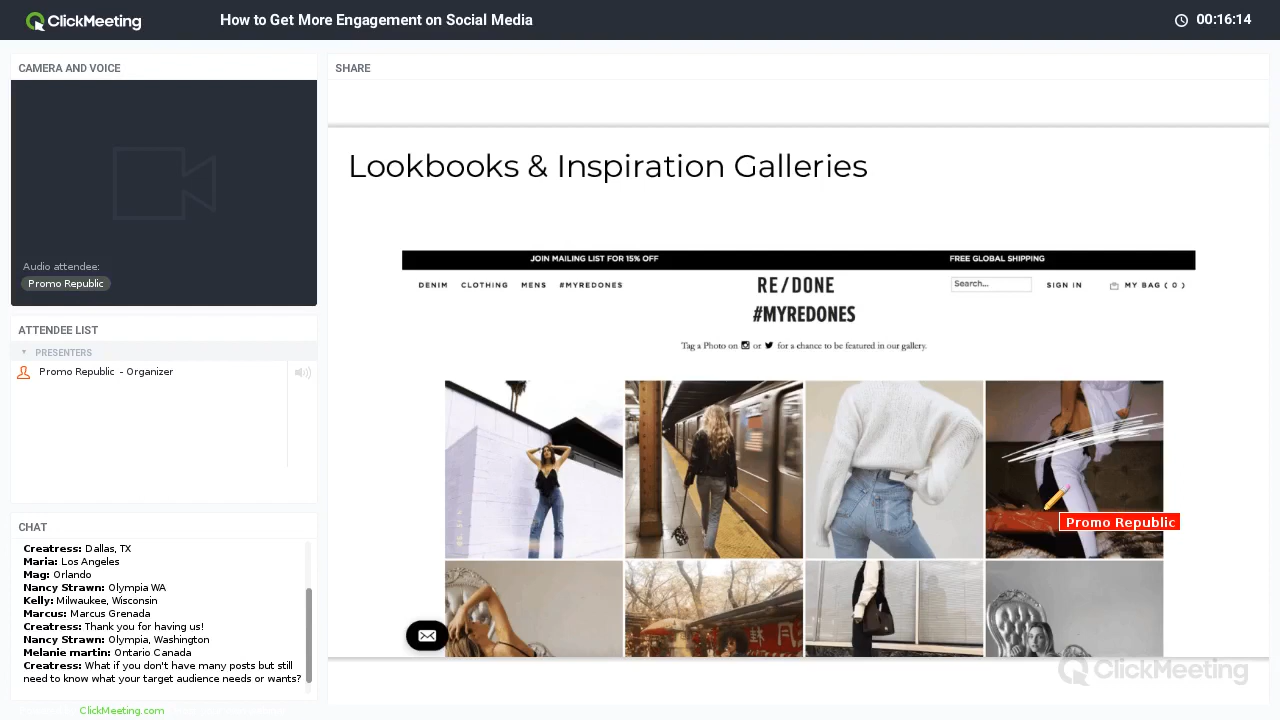 ClickMeeting
How to Get More Engagement on Social Media
00:16:14
CAMERA AND VOICE
Audio attendee:
Promo Republic
ATTENDEE LIST
PRESENTERS
Promo Republic - Organizer
CHAT
Creatress: Dallas, TX
Maria: Los Angeles
Mag: Orlando
Nancy Strawn: Olympia WA
Kelly: Milwaukee, Wisconsin
Marcus: Marcus Grenada
Creatress: Thank you for having us!
Nancy Strawn: Olympia, Washington
Melanie martin: Ontario Canada
Creatress: What if you don't have many posts but still
need to know what your target audience needs or wants?
ClickMeeting.com
SHARE
Lookbooks & Inspiration Galleries
JOIN MAILING LIST FOR 15% OFF
FREE GLOBAL SHIPPING
DENIM CLOTHING MENS #MYREDONES
RE/DONE
Search...
SIGN IN
MY BAG ( 0 )
#MYREDONES
Tag a Photo on or for a chance to be featured in our gallery.
Promo Republic
ClickMeeting